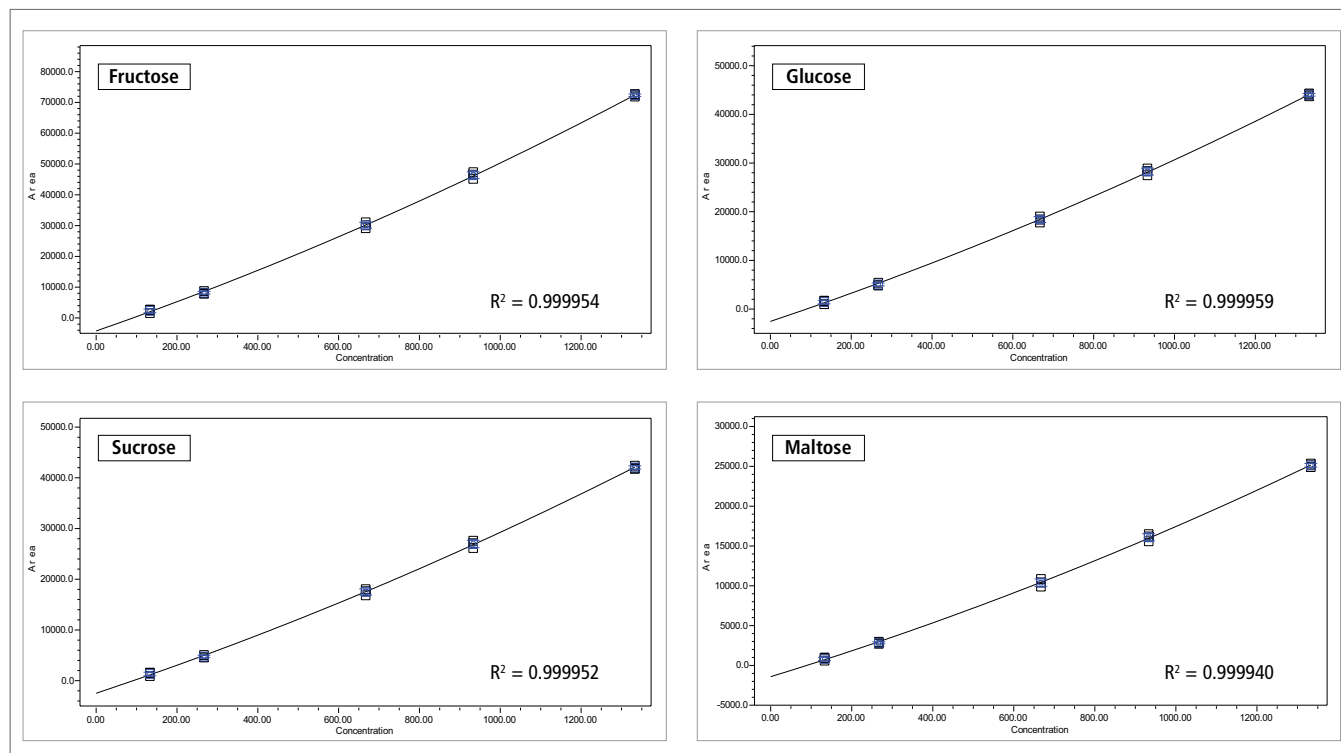 Fructose
Area
80000.0
70000.0
60000.0
50000.0
40000.0
30000.0
20000.0
10000.0
0.0
R² = 0.999954
0.00 200.00 400.00 600.00 800.00 1000.00 1200.00
Concentration
Glucose
Area
50000.0
40000.0
30000.0
20000.0
10000.0
0.0
R² = 0.999959
0.00 200.00 400.00 600.00 800.00 1000.00 1200.00
Concentration
Sucrose
Area
50000.0
40000.0
30000.0
20000.0
10000.0
0.0
R² = 0.999952
0.00 200.00 400.00 600.00 800.00 1000.00 1200.00
Concentration
Maltose
Area
30000.0
25000.0
20000.0
15000.0
10000.0
5000.0
0.0
-5000.0
R² = 0.999940
0.00 200.00 400.00 600.00 800.00 1000.00 1200.00
Concentration